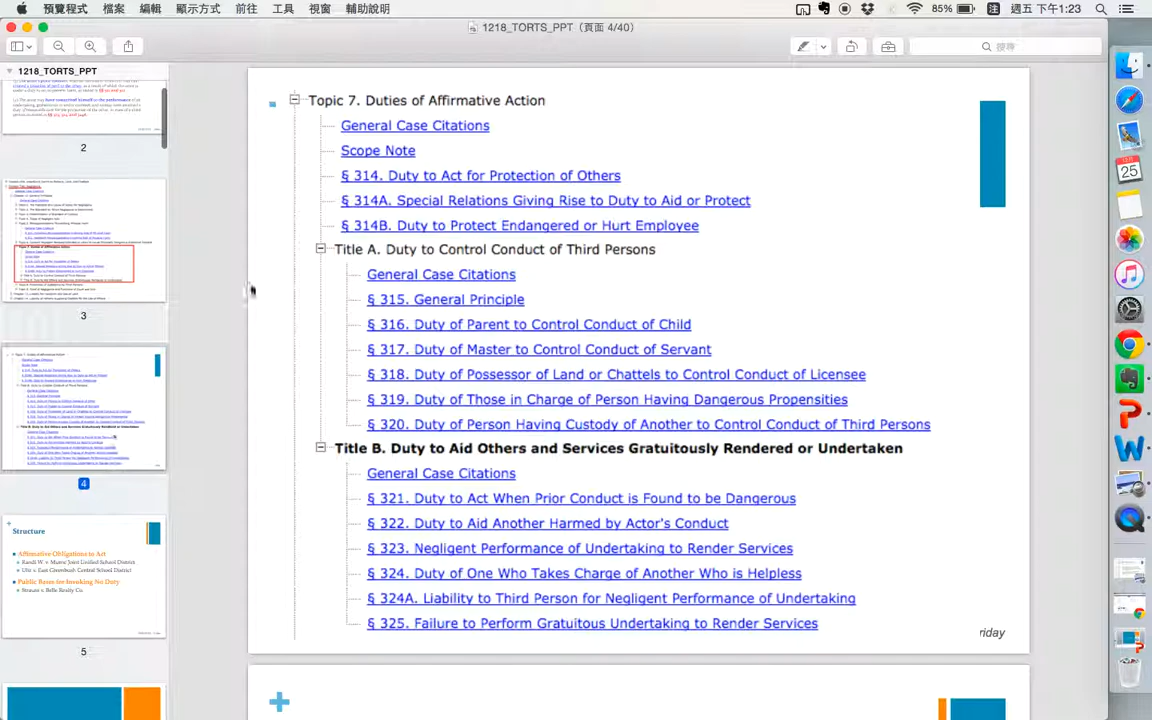 預覽程式 檔案 編輯 顯示方式 前往 工具 視窗 輔助說明
85% 週五 下午1:23
1218_TORTS_PPT（頁面 4/40）
搜尋
1218_TORTS_PPT
2
3
4
Structure
Affirmative Obligations to Act
Randi W. v. Muroc Joint Unified School District
Uhr v. East Greenbush Central School District
Public Bases for Invoking No Duty
Strauss v. Belle Realty Co.
5
Topic 7. Duties of Affirmative Action
General Case Citations
Scope Note
§ 314. Duty to Act for Protection of Others
§ 314A. Special Relations Giving Rise to Duty to Aid or Protect
§ 314B. Duty to Protect Endangered or Hurt Employee
Title A. Duty to Control Conduct of Third Persons
General Case Citations
§ 315. General Principle
§ 316. Duty of Parent to Control Conduct of Child
§ 317. Duty of Master to Control Conduct of Servant
§ 318. Duty of Possessor of Land or Chattels to Control Conduct of Licensee
§ 319. Duty of Those in Charge of Person Having Dangerous Propensities
§ 320. Duty of Person Having Custody of Another to Control Conduct of Third Persons
Title B. Duty to Aid Others and Services Gratuitously Rendered or Undertaken
General Case Citations
§ 321. Duty to Act When Prior Conduct is Found to be Dangerous
§ 322. Duty to Aid Another Harmed by Actor's Conduct
§ 323. Negligent Performance of Undertaking to Render Services
§ 324. Duty of One Who Takes Charge of Another Who is Helpless
§ 324A. Liability to Third Person for Negligent Performance of Undertaking
§ 325. Failure to Perform Gratuitous Undertaking to Render Services
riday
25